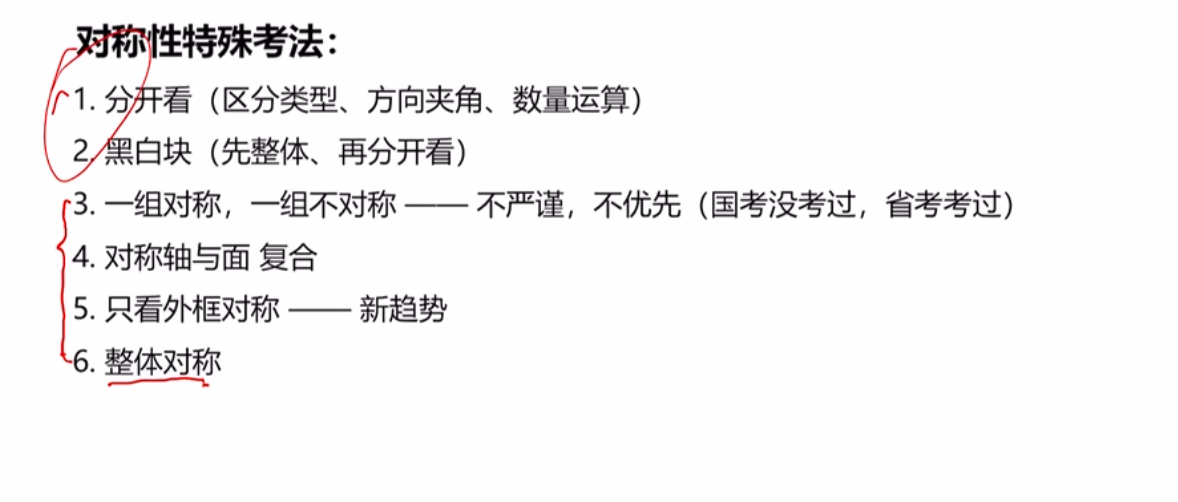 对称性特殊考法：
1. 分开看（区分类型、方向夹角、数量运算）
2. 黑白块（先整体、再分开看）
3. 一组对称，一组不对称 —— 不严谨，不优先（国考没考过，省考考过）
4. 对称轴与面 复合
5. 只看外框对称 —— 新趋势
6. 整体对称